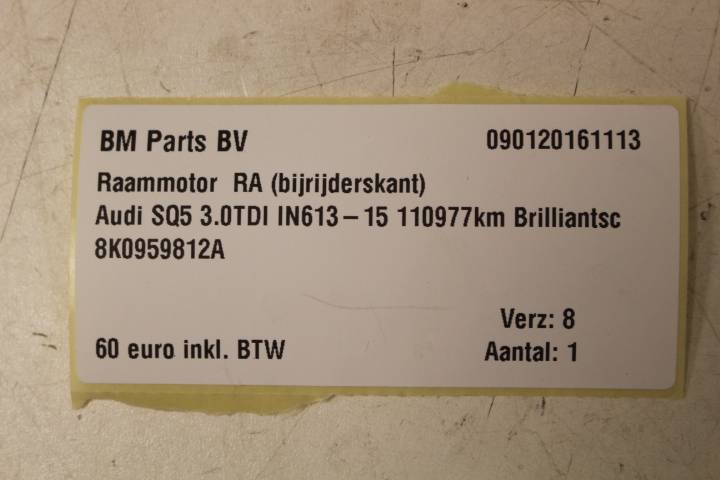 BM Parts BV 090120161113
Raammotor RA (bijrijderskant)
Audi SQ5 3.0TDI IN613-15 110977km Brilliantsc
8K0959812A
Verz: 8
60 euro inkl. BTW Aantal: 1